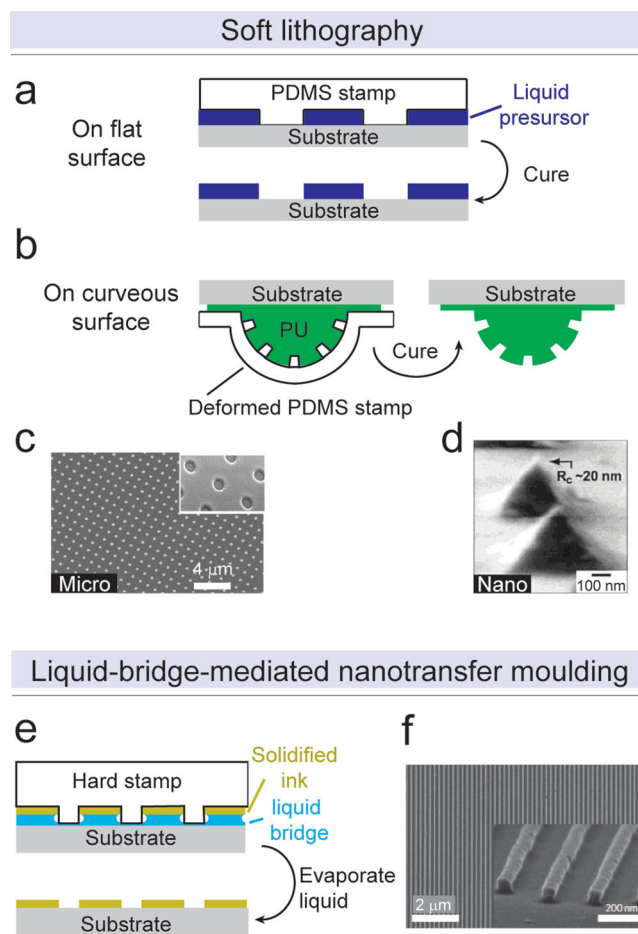 Soft lithography
a
On flat
surface
PDMS stamp
Liquid
presursor
Substrate
Cure
Substrate
b
On curveous
surface
Substrate
PU
Cure
Substrate
Deformed PDMS stamp
c
Micro
4 μm
d
Rc ~20 nm
Nano
100 nm
Liquid-bridge-mediated nanotransfer moulding
e
Hard stamp
Solidified
ink
liquid
bridge
Substrate
Evaporate
liquid
Substrate
f
2 μm
200 nm